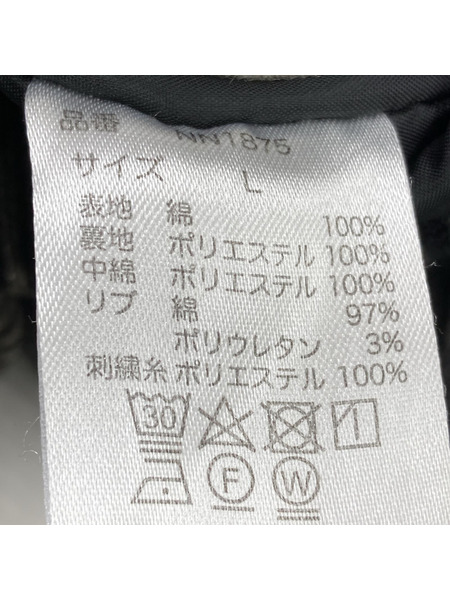 品番 NN1875
サイズ L
表地 綿 100%
裏地 ポリエステル 100%
中綿 ポリエステル 100%
リブ 綿 97%
ポリウレタン 3%
刺繍糸 ポリエステル 100%
30
F W